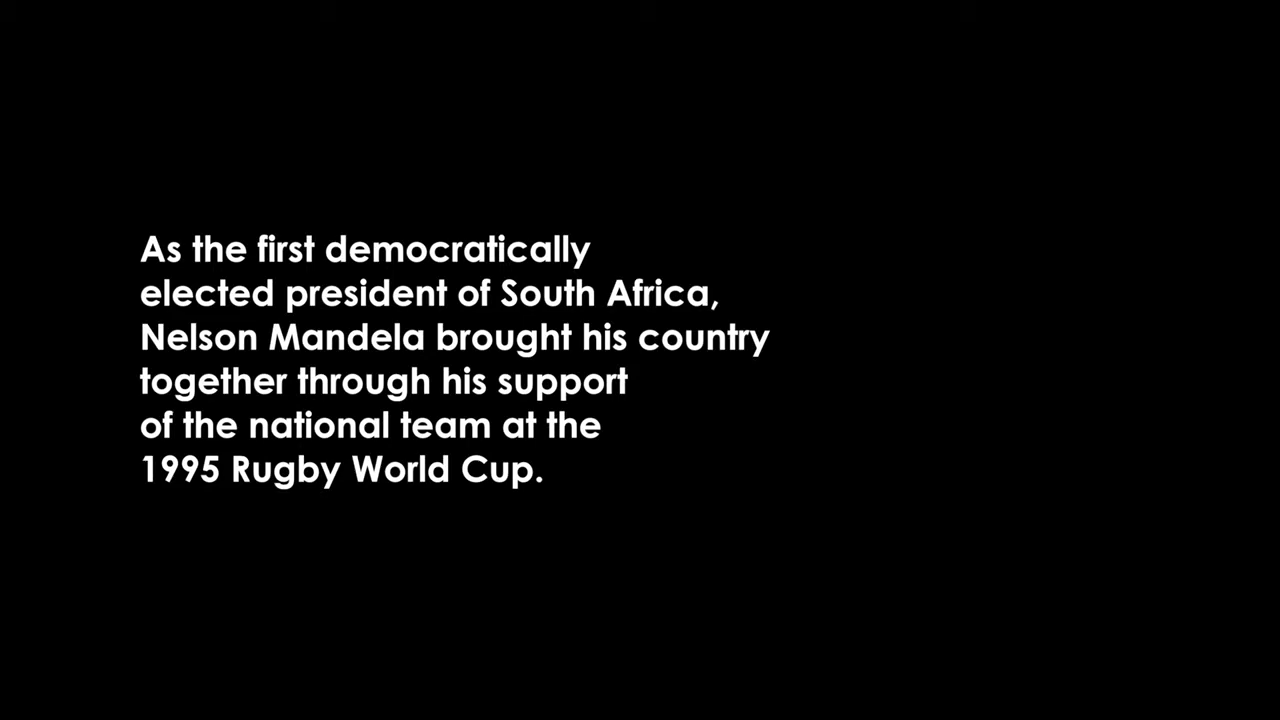 As the first democratically
elected president of South Africa,
Nelson Mandela brought his country
together through his support
of the national team at the
1995 Rugby World Cup.